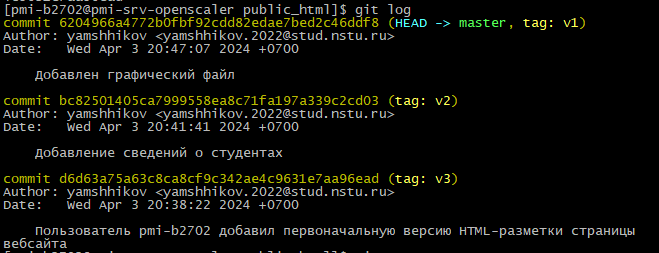 [pmi-b2702@pmi-srv-openscaler public_html]$ git log
commit 6204966a4772b0fbf92cdd82edae7bed2c46ddf8 (HEAD -> master, tag: v1)
Author: yamshhikov <yamshhikov.2022@stud.nstu.ru>
Date:   Wed Apr 3 20:47:07 2024 +0700
Добавлен графический файл
commit bc82501405ca7999558ea8c71fa197a339c2cd03 (tag: v2)
Author: yamshhikov <yamshhikov.2022@stud.nstu.ru>
Date:   Wed Apr 3 20:41:41 2024 +0700
Добавление сведений о студентах
commit d6d63a75a63c8ca8cf9c342ae4c9631e7aa96ead (tag: v3)
Author: yamshhikov <yamshhikov.2022@stud.nstu.ru>
Date:   Wed Apr 3 20:38:22 2024 +0700
Пользователь pmi-b2702 добавил первоначальную версию HTML-разметки страницы
вебсайта